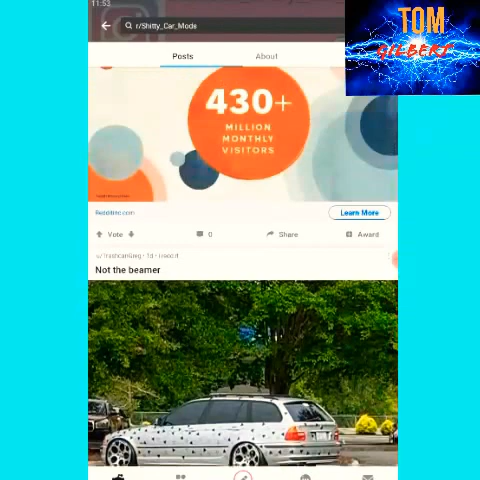 11:53
r/Shitty_Car_Mods
TOM
GILBERT
Posts
About
430+
MILLION
MONTHLY
VISITORS
Learn More
Vote
0
Share
Award
Not the beamer